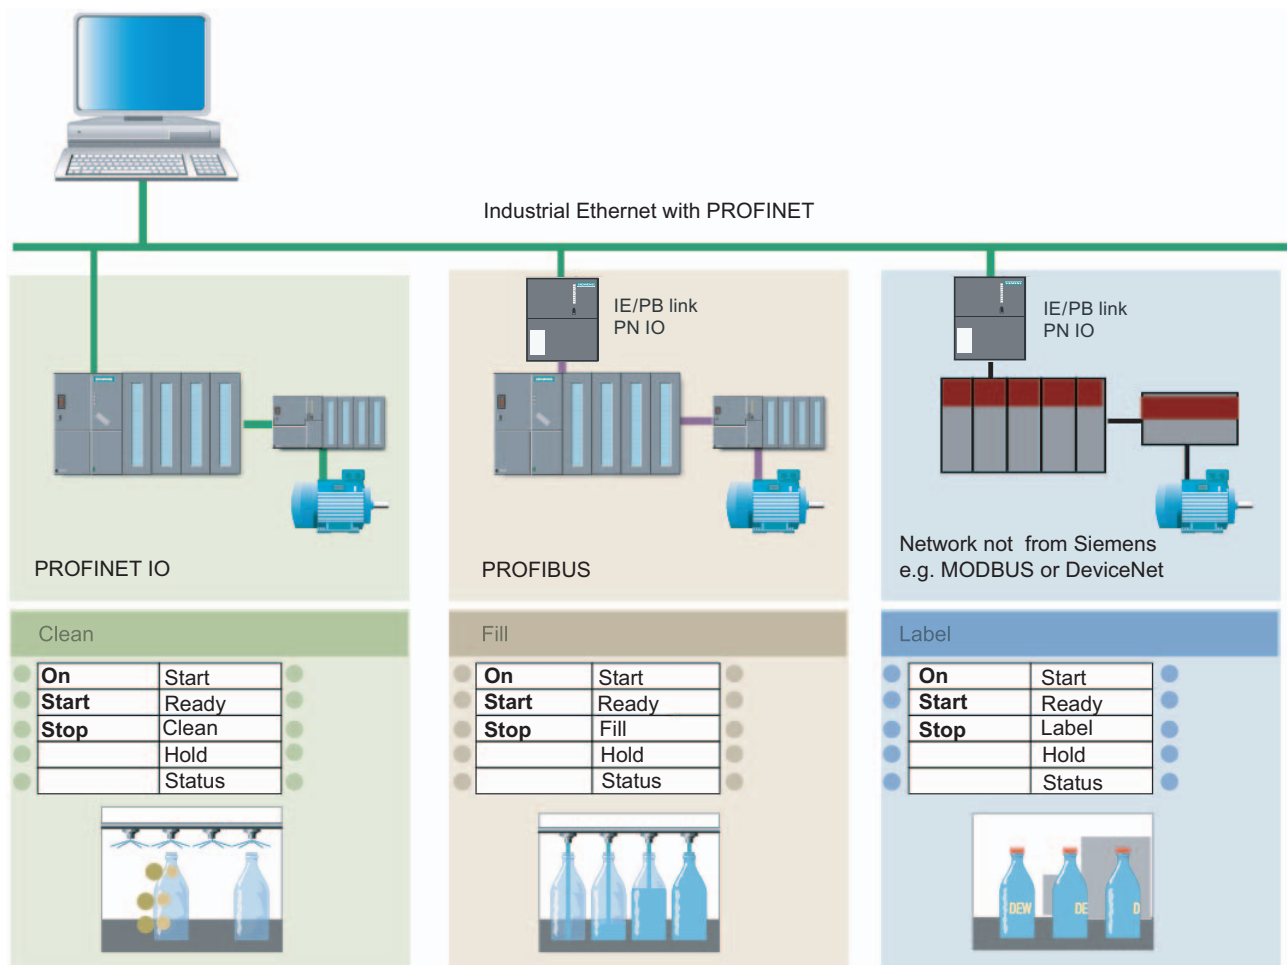 Industrial Ethernet with PROFINET
IE/PB link
PN IO
IE/PB link
PN IO
PROFINET IO
PROFIBUS
Network not from Siemens
e.g. MODBUS or DeviceNet
Clean
On Start
Start Ready
Stop Clean
Hold
Status
Fill
On Start
Start Ready
Stop Fill
Hold
Status
Label
On Start
Start Ready
Stop Label
Hold
Status
DEW
DE
D